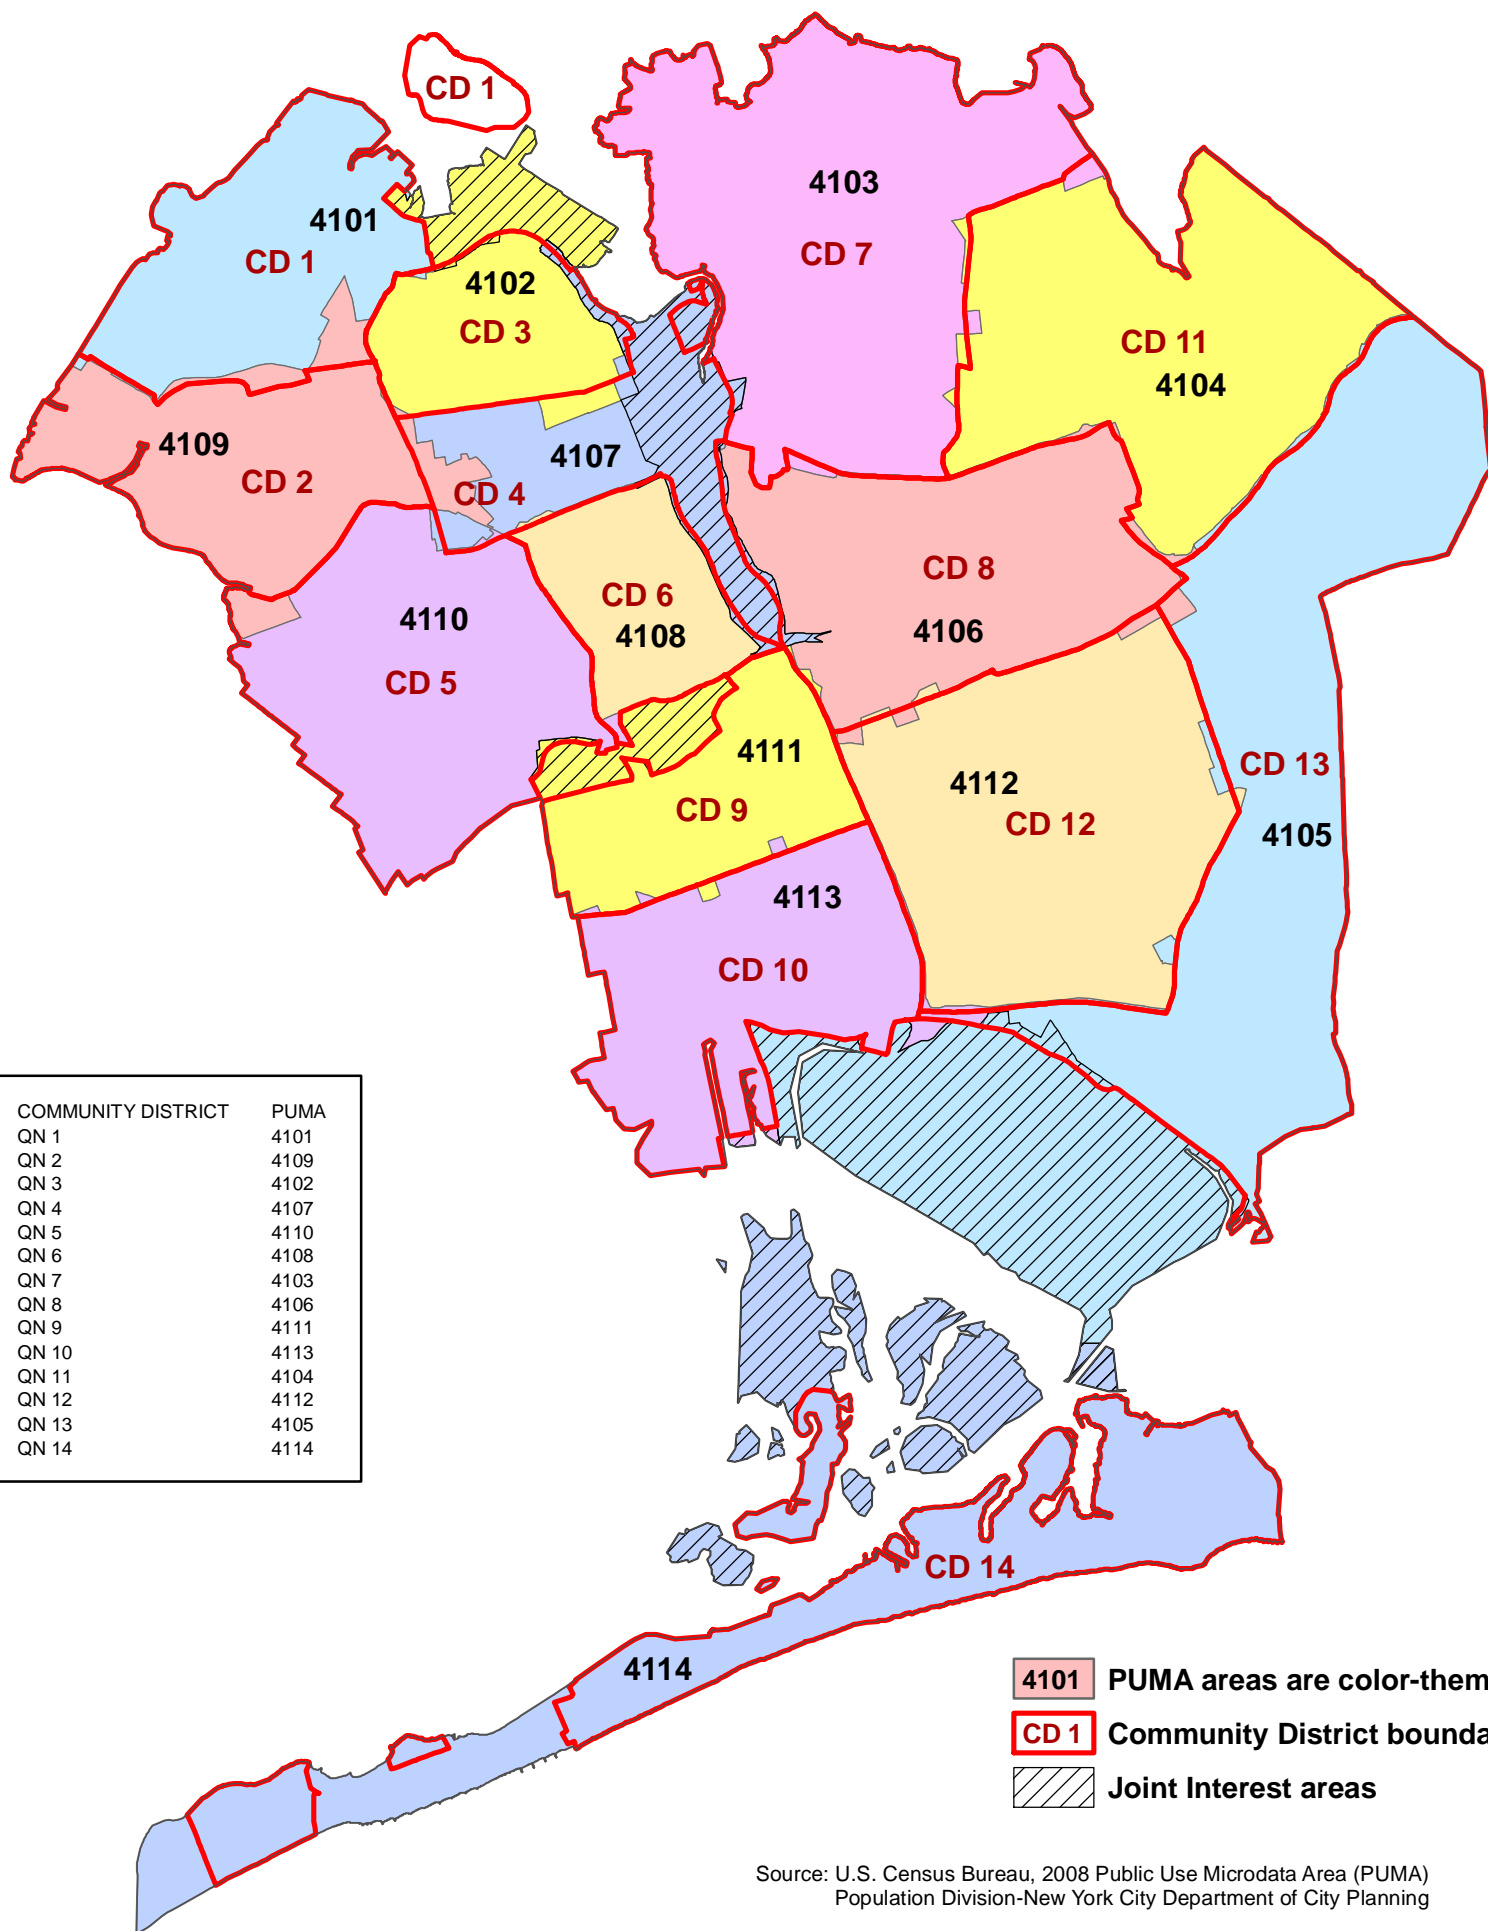 CD 1
4101
CD 1
4103
CD 7
4102
CD 3
CD 11
4104
4109
CD 2
4107
CD 4
CD 8
4106
CD 6
4108
4110
CD 5
4111
CD 9
4112
CD 12
CD 13
4105
4113
CD 10
COMMUNITY DISTRICT PUMA
QN 1 4101
QN 2 4109
QN 3 4102
QN 4 4107
QN 5 4110
QN 6 4108
QN 7 4103
QN 8 4106
QN 9 4111
QN 10 4113
QN 11 4104
QN 12 4112
QN 13 4105
QN 14 4114
CD 14
4114
4101 PUMA areas are color-them
CD 1 Community District bounda
Joint Interest areas
Source: U.S. Census Bureau, 2008 Public Use Microdata Area (PUMA)
Population Division-New York City Department of City Planning